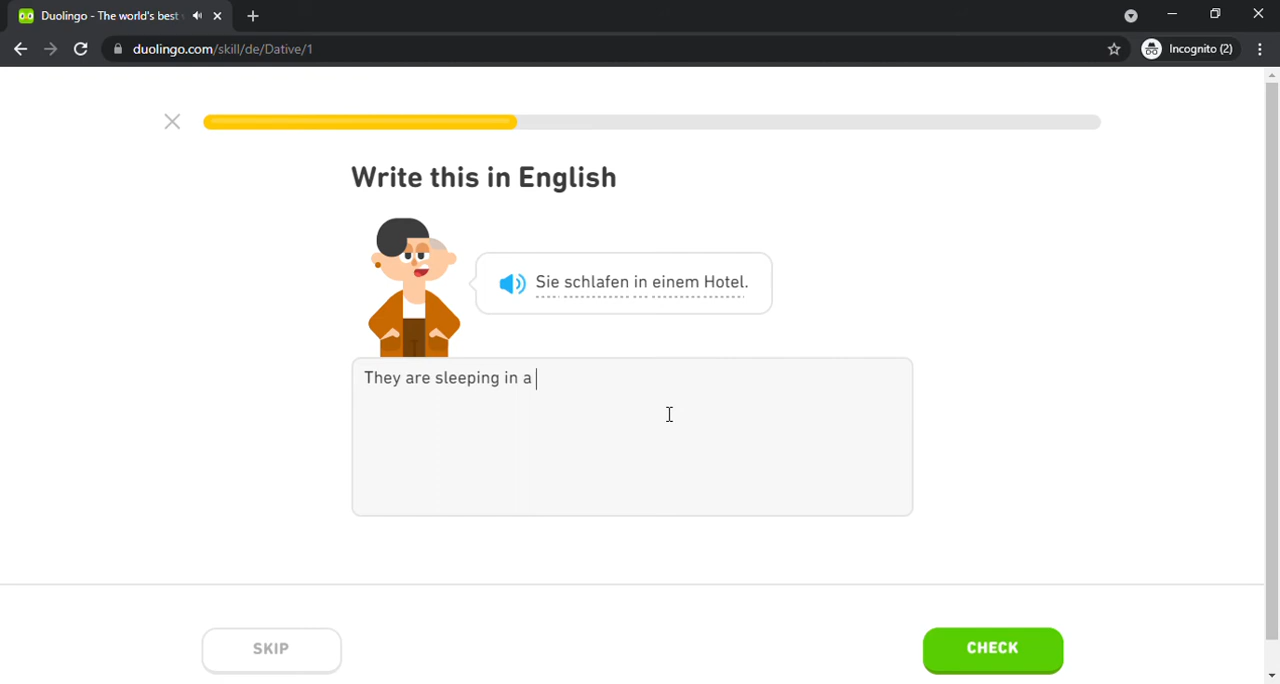 Duolingo - The world's best
duolingo.com/skill/de/Dative/1
Incognito (2)
Write this in English
Sie schlafen in einem Hotel.
They are sleeping in a
SKIP
CHECK